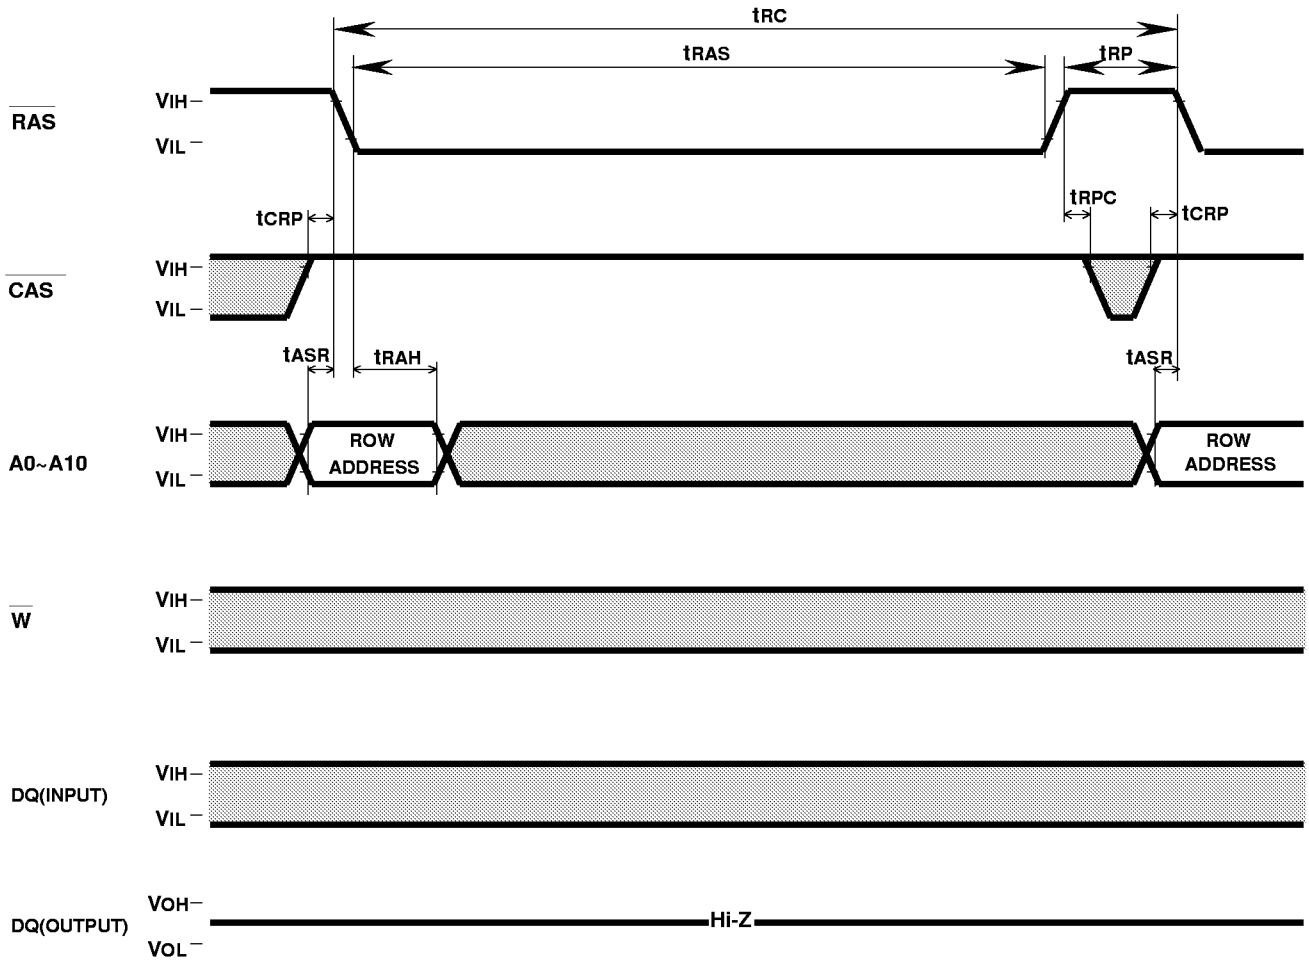 tRC
tRAS
tRP
RAS
VIH
VIL
tCRP
tRPC
tCRP
CAS
VIH
VIL
tASR
tRAH
tASR
A0~A10
VIH
VIL
ROW
ADDRESS
ROW
ADDRESS
W
VIH
VIL
DQ(INPUT)
VIH
VIL
DQ(OUTPUT)
VOH
VOL
Hi-Z